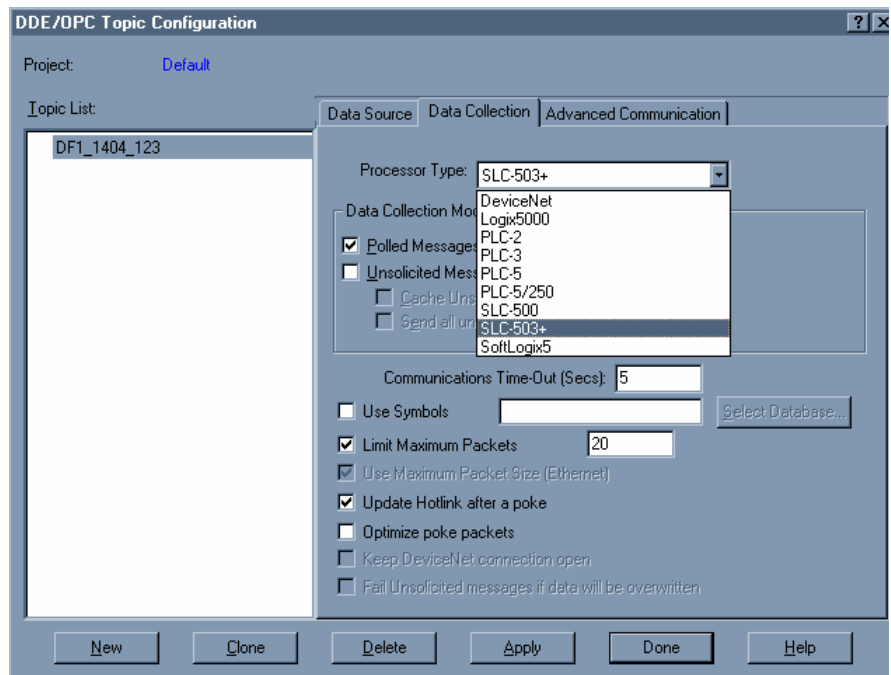 DDE/OPC Topic Configuration
Project: Default
Topic List:
DF1_1404_123
Data Source Data Collection Advanced Communication
Processor Type: SLC-503+
DeviceNet
Logix5000
PLC-2
PLC-3
PLC-5
PLC-5/250
SLC-500
SLC-503+
SoftLogix5
Data Collection Mod
Polled Messages
Unsolicited Mess
Cache Uns
Send all un
Communications Time-Out (Secs): 5
Use Symbols Select Database...
Limit Maximum Packets 20
Use Maximum Packet Size (Ethernet)
Update Hotlink after a poke
Optimize poke packets
Keep DeviceNet connection open
Fail Unsolicited messages if data will be overwritten
New Clone Delete Apply Done Help